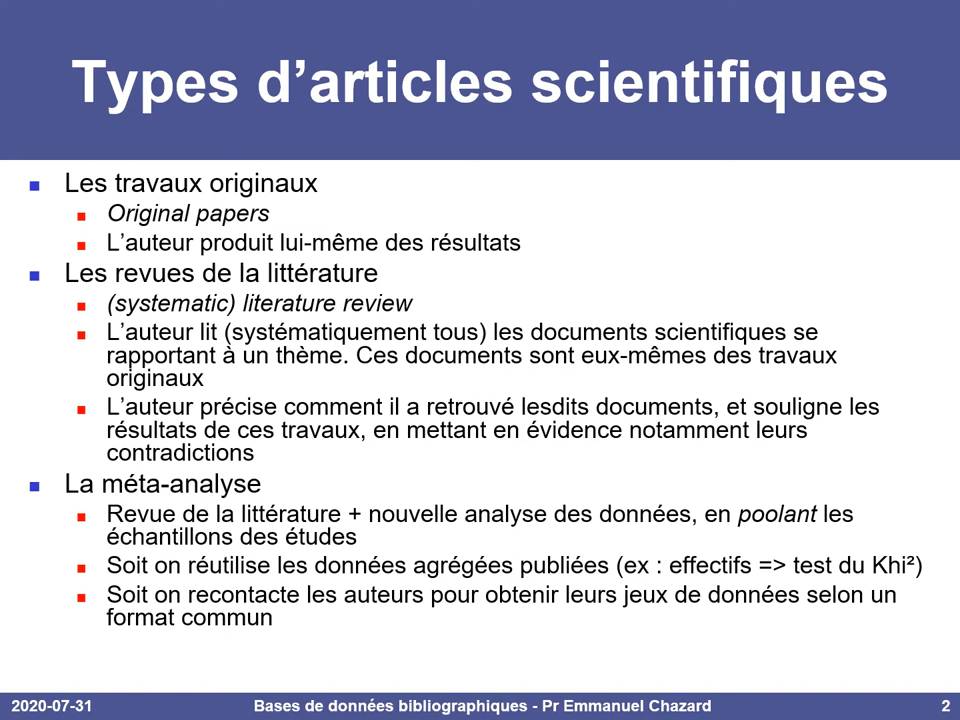 Types d’articles scientifiques
Les travaux originaux
Original papers
L’auteur produit lui-même des résultats
Les revues de la littérature
(systematic) literature review
L’auteur lit (systématiquement tous) les documents scientifiques se
rapportant à un thème. Ces documents sont eux-mêmes des travaux
originaux
L’auteur précise comment il a retrouvé lesdits documents, et souligne les
résultats de ces travaux, en mettant en évidence notamment leurs
contradictions
La méta-analyse
Revue de la littérature + nouvelle analyse des données, en poolant les
échantillons des études
Soit on réutilise les données agrégées publiées (ex : effectifs => test du Khi²)
Soit on recontacte les auteurs pour obtenir leurs jeux de données selon un
format commun
2020-07-31 Bases de données bibliographiques - Pr Emmanuel Chazard 2